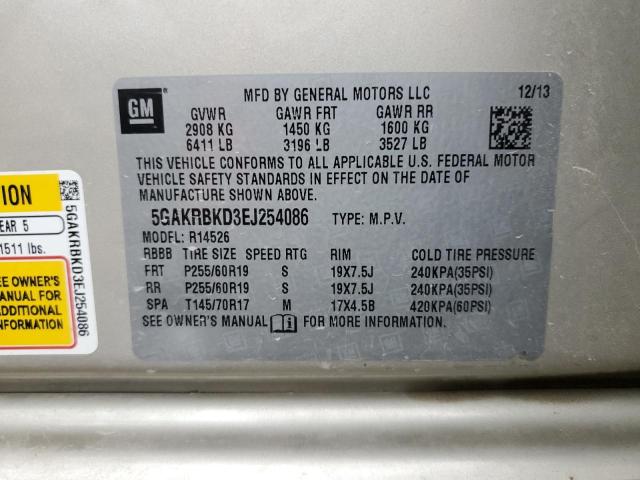 GM
MFD BY GENERAL MOTORS LLC 12/13
GVWR GAWR FRT GAWR RR
2908 KG 1450 KG 1600 KG
6411 LB 3196 LB 3527 LB
THIS VEHICLE CONFORMS TO ALL APPLICABLE U.S. FEDERAL MOTOR
VEHICLE SAFETY STANDARDS IN EFFECT ON THE DATE OF
MANUFACTURE SHOWN ABOVE.
5GAKRBKD3EJ254086 TYPE: M.P.V.
MODEL: R14526
RBBB TIRE SIZE SPEED RTG RIM COLD TIRE PRESSURE
FRT P255/60R19 S 19X7.5J 240KPA(35PSI)
RR P255/60R19 S 19X7.5J 240KPA(35PSI)
SPA T145/70R17 M 17X4.5B 420KPA(60PSI)
SEE OWNER'S MANUAL FOR MORE INFORMATION.
TION
EAR 5
1511 lbs.
EE OWNER'S
ANUAL FOR
ADDITIONAL
NFORMATION
5GAKRBKD3EJ254086